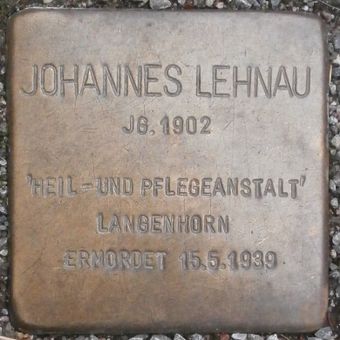 JOHANNES LEHNAU
JG. 1902
'HEIL-UND PFLEGEANSTALT'
LANGENHORN
ERMORDET 15.5.1939